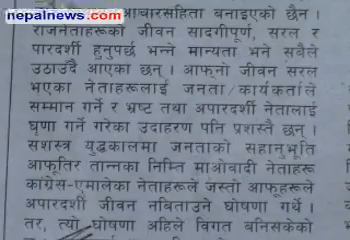 nepalnews.com
आचारसंहिता बनाइएको छैन ।
राजनेताहरूको जीवन सादगीपूर्ण, सरल र
पारदर्शी हुनुपर्छ भन्ने मान्यता भने सबैले
उठाउँदै आएका छन् । आफ्नो जीवन सरल
भएका नेताहरूलाई जनता/कार्यकर्ताले
सम्मान गर्ने र भ्रष्ट तथा अपारदर्शी नेतालाई
घृणा गर्ने गरेका उदाहरण पनि प्रशस्तै छन् ।
सशस्त्र युद्धकालमा जनताको सहानुभूति
आफूतिर तान्नका निम्ति माओवादी नेताहरू
कांग्रेस-एमालेका नेताहरूले जस्तो आफूहरूले
अपारदर्शी जीवन नबिताउने घोषणा गर्थे ।
तर, त्यो घोषणा अहिले विगत बनिसकेको